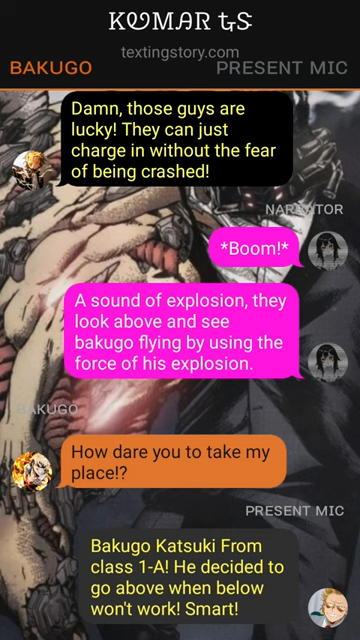 KUMAR GS
textingstory.com
BAKUGO PRESENT MIC
Damn, those guys are
lucky! They can just
charge in without the fear
of being crashed!
NARRATOR
*Boom!*
A sound of explosion, they
look above and see
bakugo flying by using the
force of his explosion.
BAKUGO
How dare you to take my
place!?
PRESENT MIC
Bakugo Katsuki From
class 1-A! He decided to
go above when below
won't work! Smart!